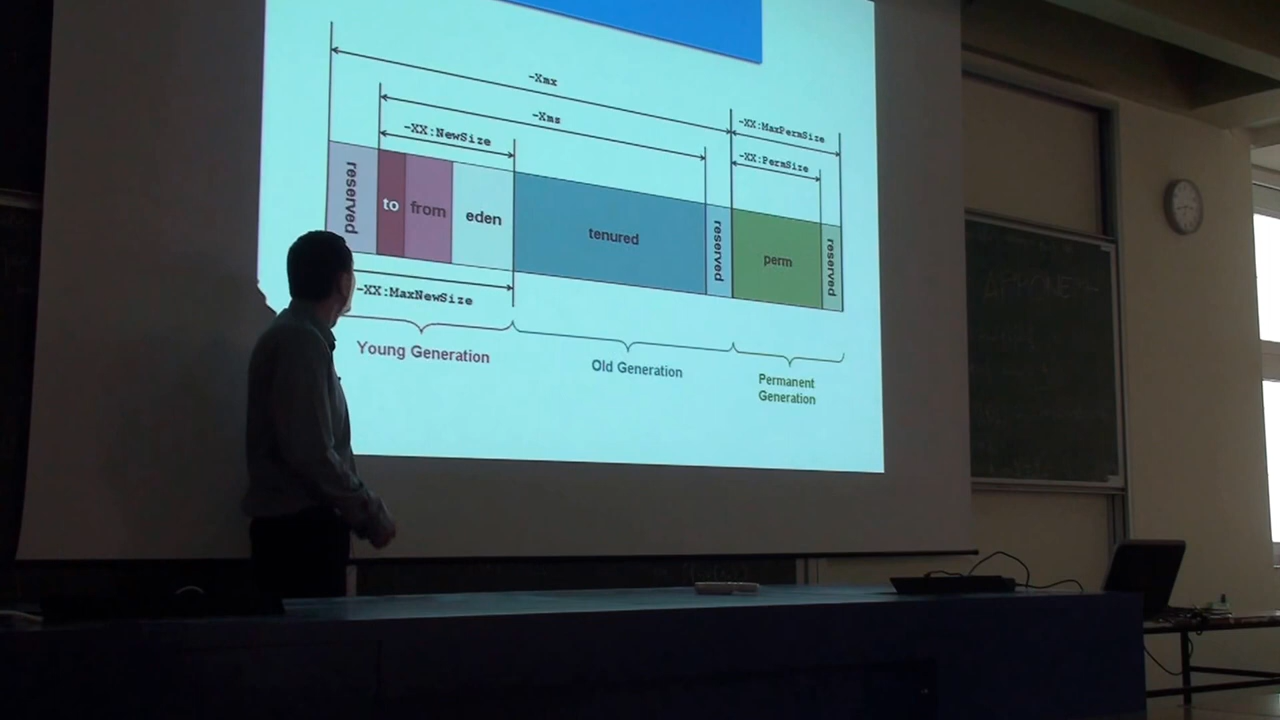 -Xmx
-Xms
-XX:MaxPermSize
-XX:NewSize
-XX:PermSize
reserved
to
from
eden
tenured
reserved
perm
reserved
-XX:MaxNewSize
Young Generation
Old Generation
Permanent
Generation